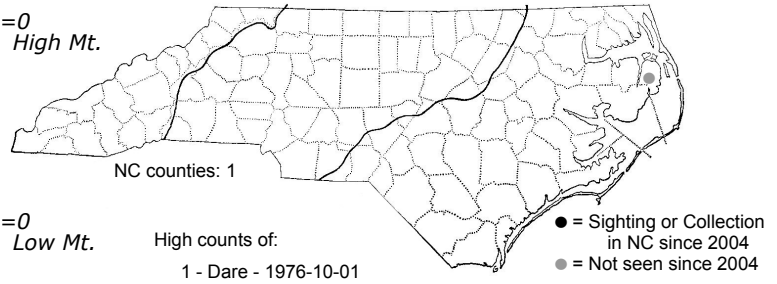 =0
High Mt.
NC counties: 1
=0
Low Mt.
High counts of:
1 - Dare - 1976-10-01
= Sighting or Collection
in NC since 2004
= Not seen since 2004